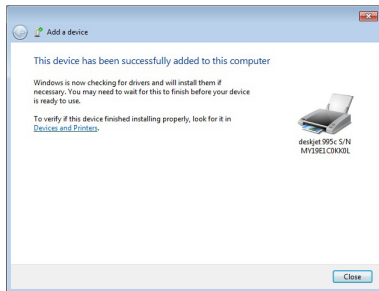 Add a device
This device has been successfully added to this computer
Windows is now checking for drivers and will install them if
necessary. You may need to wait for this to finish before your device
is ready to use.
To verify if this device finished installing properly, look for it in
Devices and Printers.
deskjet 995c S/N
MY19E1C0KK0L
Close